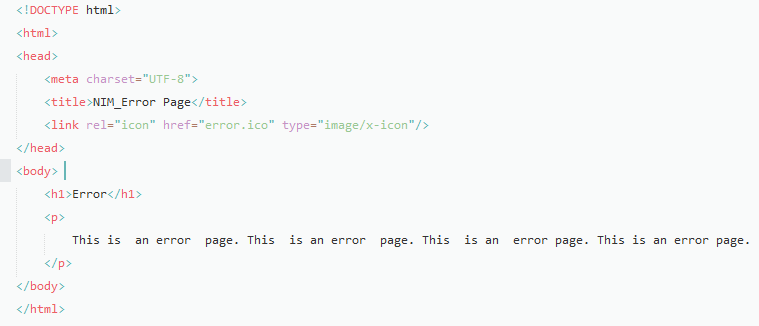 <!DOCTYPE html>
<html>
<head>
    <meta charset="UTF-8">
    <title>NIM_Error Page</title>
    <link rel="icon" href="error.ico" type="image/x-icon"/>
</head>
<body>
    <h1>Error</h1>
    <p>
        This is  an error  page. This  is an error  page. This  is an  error page. This is an error page.
    </p>
</body>
</html>